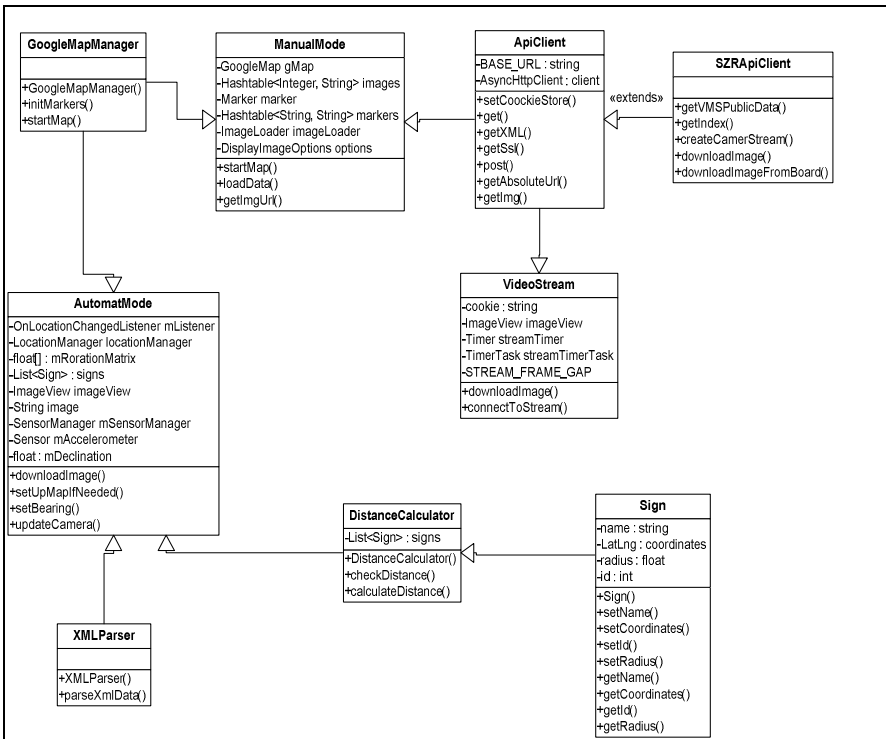 GoogleMapManager
+GoogleMapManager()
+initMarkers()
+startMap()
ManualMode
-GoogleMap gMap
-Hashtable<Integer, String> images
-Marker marker
-Hashtable<String, String> markers
-ImageLoader imageLoader
-DisplayImageOptions options
+startMap()
+loadData()
+getImgUrl()
ApiClient
-BASE_URL : string
-AsyncHttpClient : client
+setCoockieStore()
+get()
+getXML()
+getSsl()
+post()
+getAbsoluteUrl()
+getImg()
«extends»
SZRApiClient
+getVMSPublicData()
+getIndex()
+createCamerStream()
+downloadImage()
+downloadImageFromBoard()
VideoStream
-cookie : string
-ImageView imageView
-Timer streamTimer
-TimerTask streamTimerTask
-STREAM_FRAME_GAP
+downloadImage()
+connectToStream()
AutomatMode
-OnLocationChangedListener mListener
-LocationManager locationManager
-float[] : mRorationMatrix
-List<Sign> : signs
-ImageView imageView
-String image
-SensorManager mSensorManager
-Sensor mAccelerometer
-float : mDeclination
+downloadImage()
+setUpMapIfNeeded()
+setBearing()
+updateCamera()
DistanceCalculator
-List<Sign> : signs
+DistanceCalculator()
+checkDistance()
+calculateDistance()
Sign
-name : string
-LatLng : coordinates
-radius : float
-id : int
+Sign()
+setName()
+setCoordinates()
+setId()
+setRadius()
+getName()
+getCoordinates()
+getId()
+getRadius()
XMLParser
+XMLParser()
+parseXmlData()